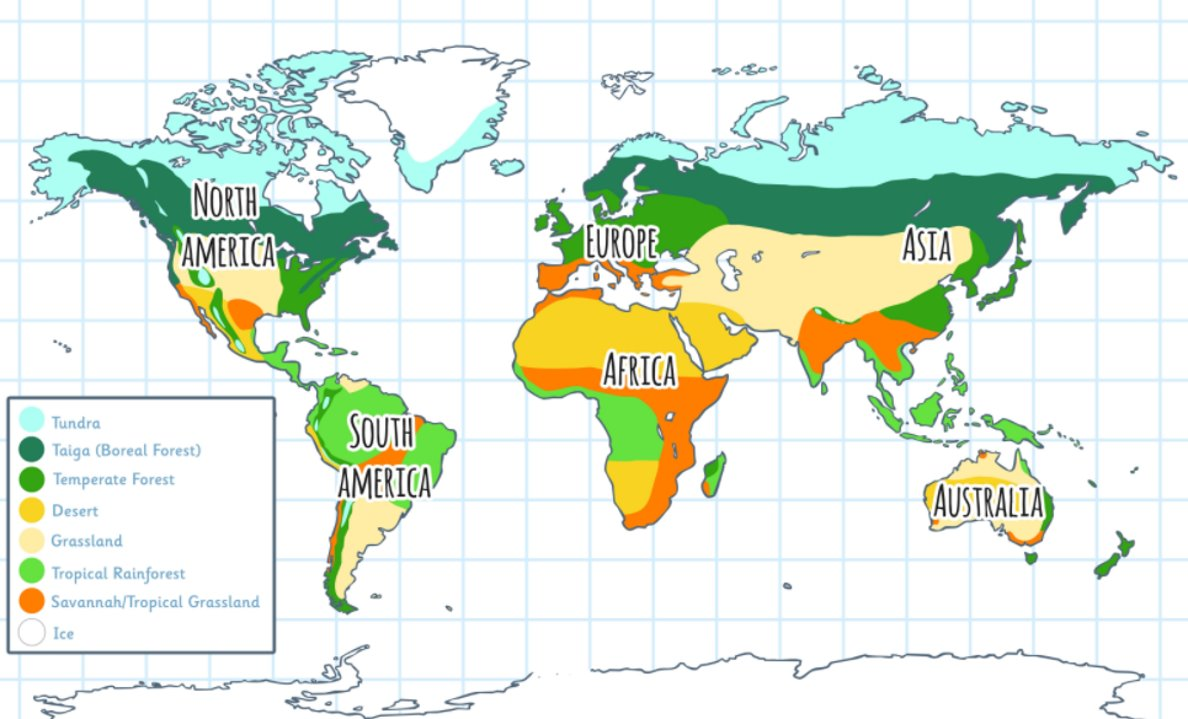 NORTH
AMERICA
EUROPE
ASIA
AFRICA
SOUTH
AMERICA
AUSTRALIA
Tundra
Taiga (Boreal Forest)
Temperate Forest
Desert
Grassland
Tropical Rainforest
Savannah/Tropical Grassland
Ice